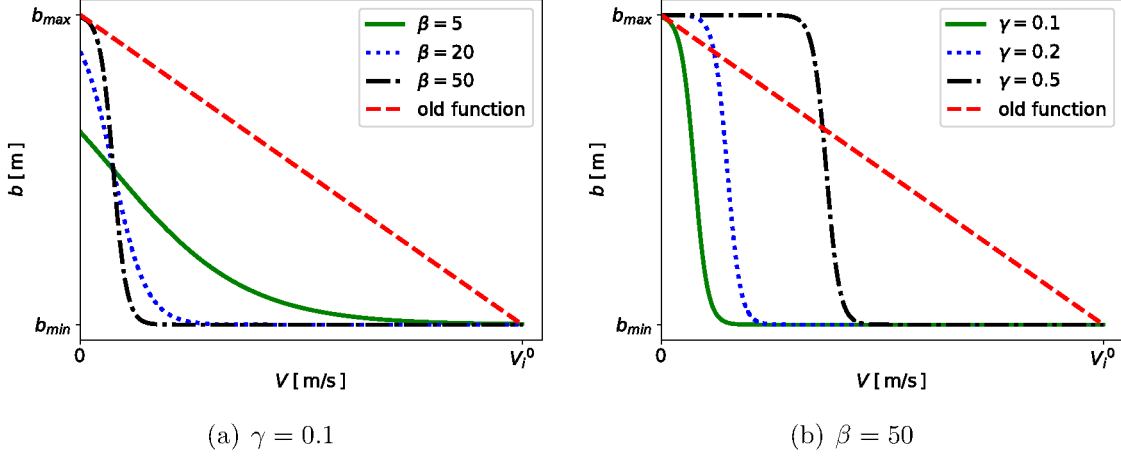 b_max
b [ m ]
b_min
0
V_i^0
V [ m/s ]
β = 5
β = 20
β = 50
old function
(a) γ = 0.1
b_max
b [ m ]
b_min
0
V_i^0
V [ m/s ]
γ = 0.1
γ = 0.2
γ = 0.5
old function
(b) β = 50